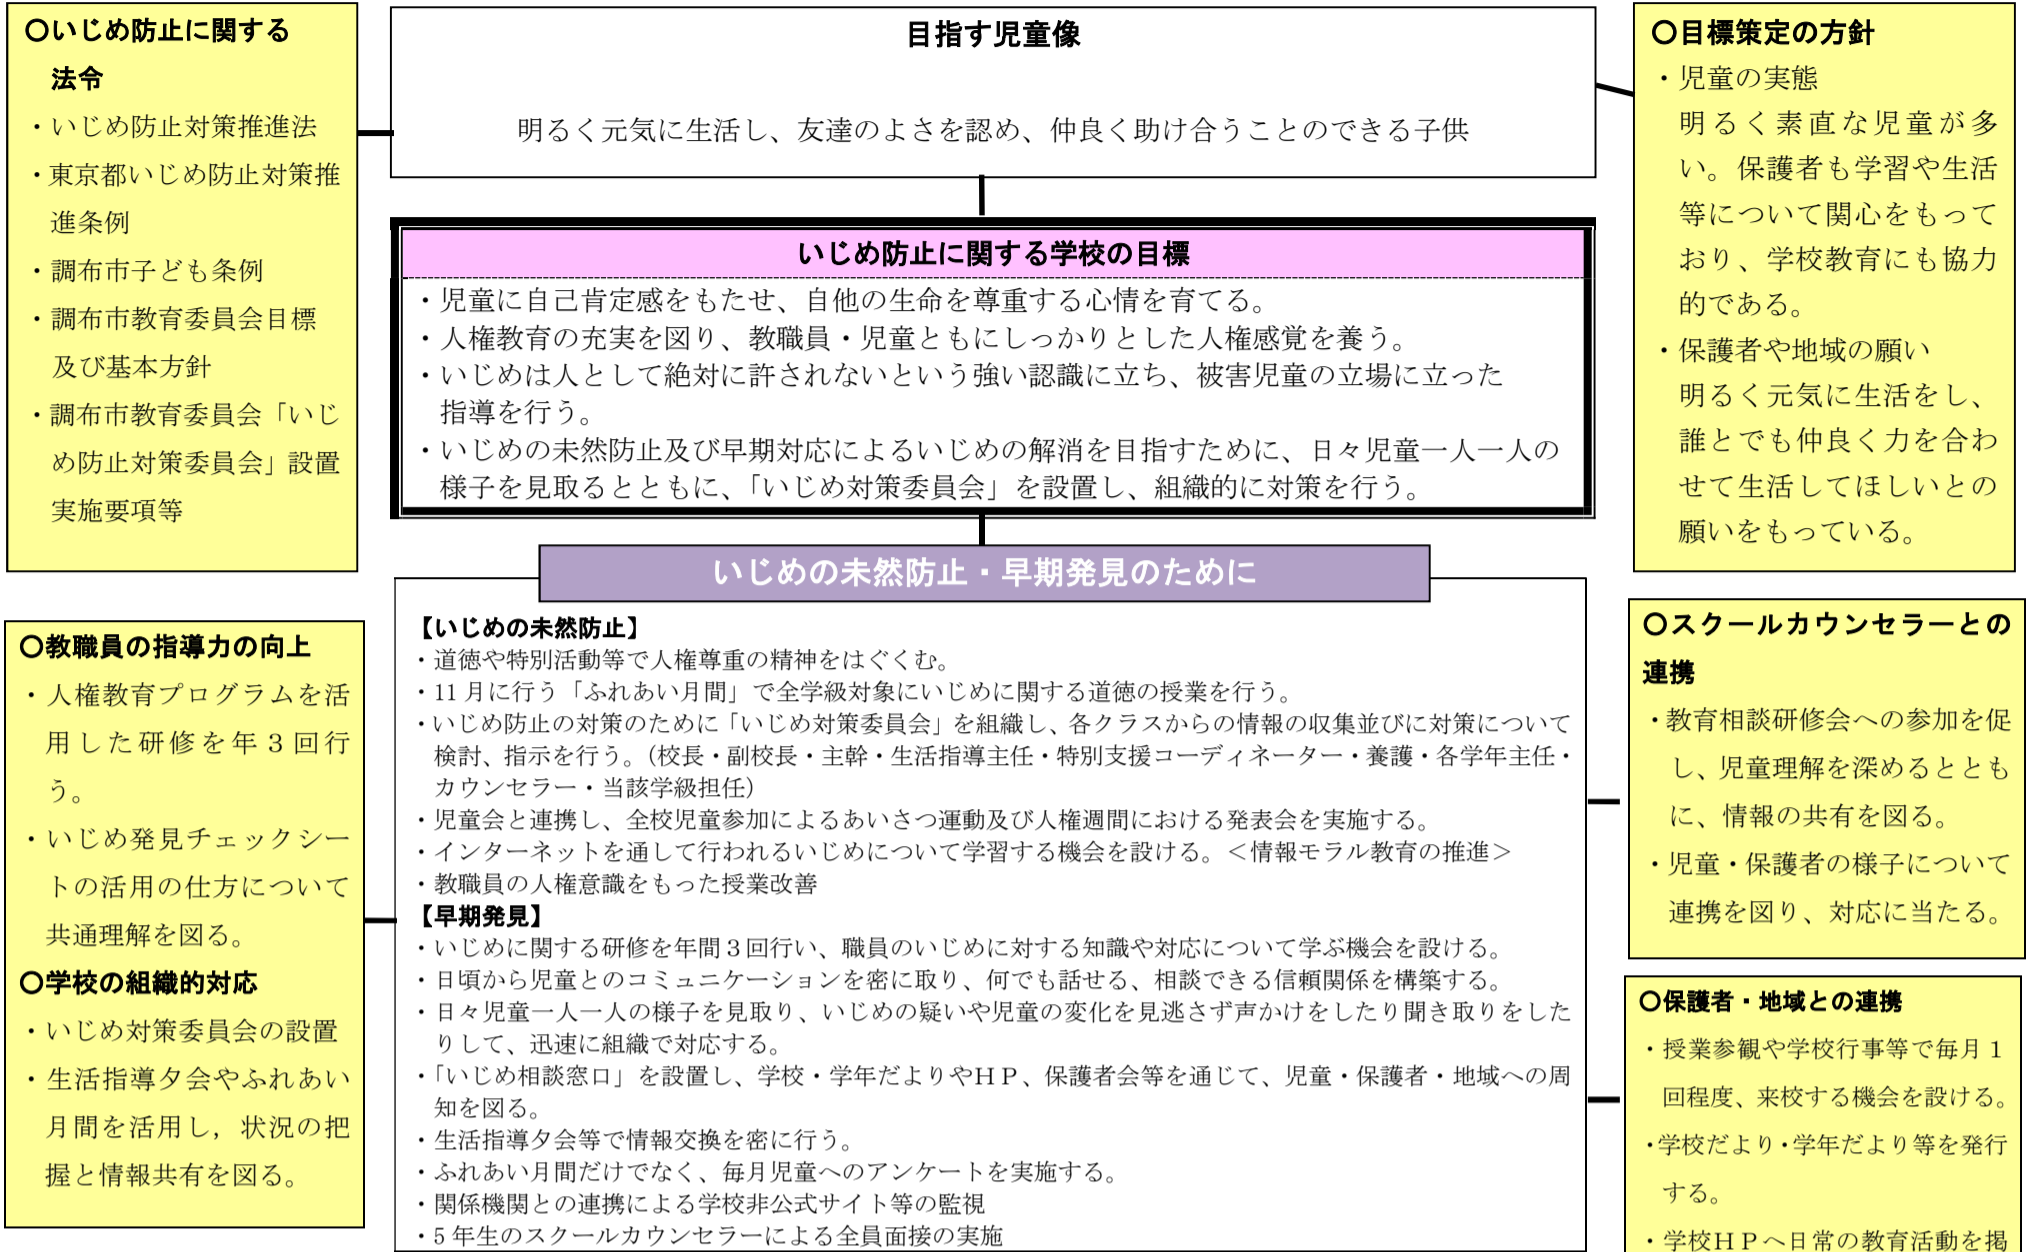 〇いじめ防止に関する
法令
・いじめ防止対策推進法
・東京都いじめ防止対策推
進条例
・調布市子ども条例
・調布市教育委員会目標
及び基本方針
・調布市教育委員会「いじ
め防止対策委員会」設置
実施要項等
目指す児童像
明るく元気に生活し、友達のよさを認め、仲良く助け合うことのできる子供
〇目標策定の方針
・児童の実態
明るく素直な児童が多
い。保護者も学習や生活
等について関心をもって
おり、学校教育にも協力
的である。
・保護者や地域の願い
明るく元気に生活をし、
誰とでも仲良く力を合わ
せて生活してほしいとの
願いをもっている。
いじめ防止に関する学校の目標
・児童に自己肯定感をもたせ、自他の生命を尊重する心情を育てる。
・人権教育の充実を図り、教職員・児童ともにしっかりとした人権感覚を養う。
・いじめは人として絶対に許されないという強い認識に立ち、被害児童の立場に立った
指導を行う。
・いじめの未然防止及び早期対応によるいじめの解消を目指すために、日々児童一人一人の
様子を見取るとともに、「いじめ対策委員会」を設置し、組織的に対策を行う。
いじめの未然防止・早期発見のために
【いじめの未然防止】
・道徳や特別活動等で人権尊重の精神をはぐくむ。
・11月に行う「ふれあい月間」で全学級対象にいじめに関する道徳の授業を行う。
・いじめ防止の対策のために「いじめ対策委員会」を組織し、各クラスからの情報の収集並びに対策について
検討、指示を行う。(校長・副校長・主幹・生活指導主任・特別支援コーディネーター・養護・各学年主任・
カウンセラー・当該学級担任)
・児童会と連携し、全校児童参加によるあいさつ運動及び人権週間における発表会を実施する。
・インターネットを通して行われるいじめについて学習する機会を設ける。＜情報モラル教育の推進＞
・教職員の人権意識をもった授業改善
【早期発見】
・いじめに関する研修を年間３回行い、職員のいじめに対する知識や対応について学ぶ機会を設ける。
・日頃から児童とのコミュニケーションを密に取り、何でも話せる、相談できる信頼関係を構築する。
・日々児童一人一人の様子を見取り、いじめの疑いや児童の変化を見逃さず声かけをしたり聞き取りをした
りして、迅速に組織で対応する。
・「いじめ相談窓口」を設置し、学校・学年だよりやＨＰ、保護者会等を通じて、児童・保護者・地域への周
知を図る。
・生活指導夕会等で情報交換を密に行う。
・ふれあい月間だけでなく、毎月児童へのアンケートを実施する。
・関係機関との連携による学校非公式サイト等の監視
・5年生のスクールカウンセラーによる全員面接の実施
〇教職員の指導力の向上
・人権教育プログラムを活
用した研修を年３回行
う。
・いじめ発見チェックシー
トの活用の仕方について
共通理解を図る。
〇学校の組織的対応
・いじめ対策委員会の設置
・生活指導夕会やふれあい
月間を活用し，状況の把
握と情報共有を図る。
〇スクールカウンセラーとの
連携
・教育相談研修会への参加を促
し、児童理解を深めるととも
に、情報の共有を図る。
・児童・保護者の様子について
連携を図り、対応に当たる。
〇保護者・地域との連携
・授業参観や学校行事等で毎月１
回程度、来校する機会を設ける。
・学校だより・学年だより等を発行
する。
・学校ＨＰへ日常の教育活動を掲